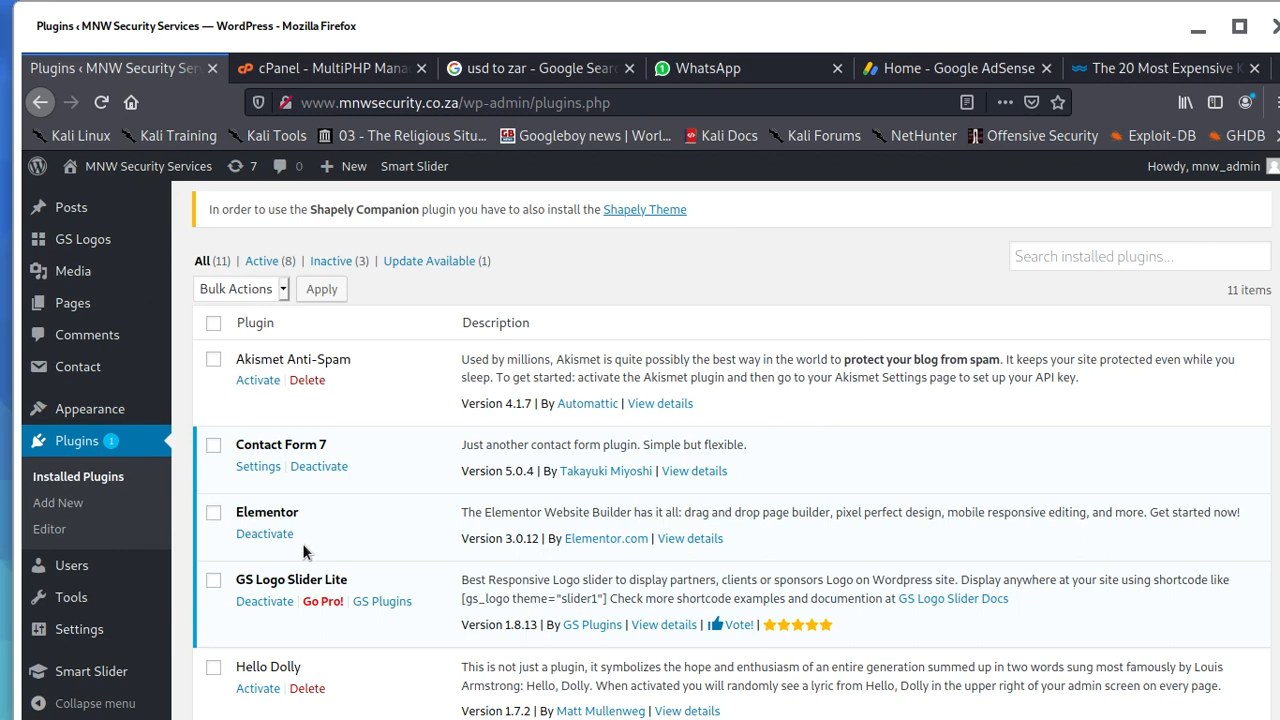 Plugins ‹ MNW Security Services — WordPress - Mozilla Firefox
Plugins ‹ MNW Security Ser
cPanel - MultiPHP Mana
usd to zar - Google Sear
WhatsApp
Home - Google AdSense
The 20 Most Expensive K
www.mnwsecurity.co.za/wp-admin/plugins.php
Kali Linux
Kali Training
Kali Tools
03 - The Religious Situ...
Googleboy news | Worl...
Kali Docs
Kali Forums
NetHunter
Offensive Security
Exploit-DB
GHDB
MNW Security Services 7 0 New Smart Slider
Howdy, mnw_admin
Posts
GS Logos
Media
Pages
Comments
Contact
Appearance
Plugins 1
Installed Plugins
Add New
Editor
Users
Tools
Settings
Smart Slider
Collapse menu
In order to use the Shapely Companion plugin you have to also install the Shapely Theme
All (11) | Active (8) | Inactive (3) | Update Available (1)
Search installed plugins...
Bulk Actions
Apply
11 items
Plugin
Description
Akismet Anti-Spam
Activate | Delete
Used by millions, Akismet is quite possibly the best way in the world to protect your blog from spam. It keeps your site protected even while you
sleep. To get started: activate the Akismet plugin and then go to your Akismet Settings page to set up your API key.
Version 4.1.7 | By Automattic | View details
Contact Form 7
Settings | Deactivate
Just another contact form plugin. Simple but flexible.
Version 5.0.4 | By Takayuki Miyoshi | View details
Elementor
Deactivate
The Elementor Website Builder has it all: drag and drop page builder, pixel perfect design, mobile responsive editing, and more. Get started now!
Version 3.0.12 | By Elementor.com | View details
GS Logo Slider Lite
Deactivate | Go Pro! | GS Plugins
Best Responsive Logo slider to display partners, clients or sponsors Logo on Wordpress site. Display anywhere at your site using shortcode like
[gs_logo theme="slider1"] Check more shortcode examples and documention at GS Logo Slider Docs
Version 1.8.13 | By GS Plugins | View details | Vote! |
Hello Dolly
Activate | Delete
This is not just a plugin, it symbolizes the hope and enthusiasm of an entire generation summed up in two words sung most famously by Louis
Armstrong: Hello, Dolly. When activated you will randomly see a lyric from Hello, Dolly in the upper right of your admin screen on every page.
Version 1.7.2 | By Matt Mullenweg | View details